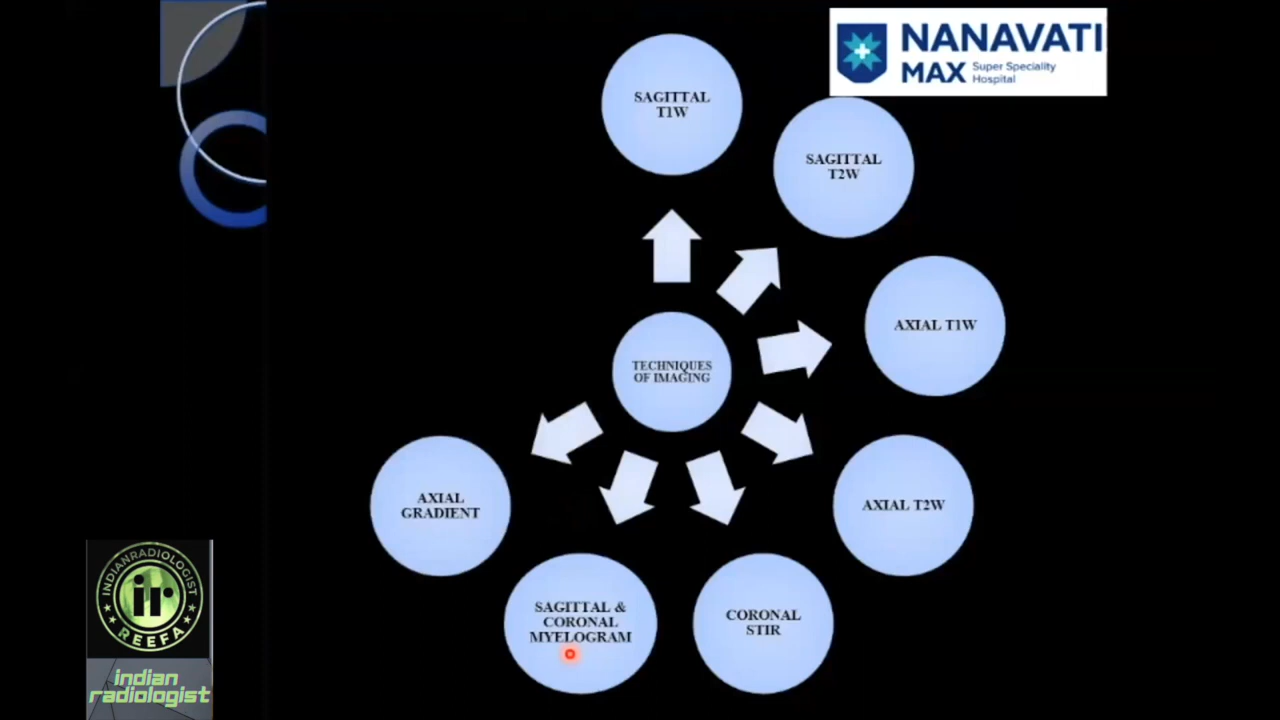 NANAVATI
MAX Super Speciality
Hospital
SAGITTAL
T1W
SAGITTAL
T2W
AXIAL T1W
TECHNIQUES
OF IMAGING
AXIAL
GRADIENT
AXIAL T2W
SAGITTAL &
CORONAL
MYELOGRAM
CORONAL
STIR
INDIANRADIOLOGIST
ir
REEFA
indian
radiologist